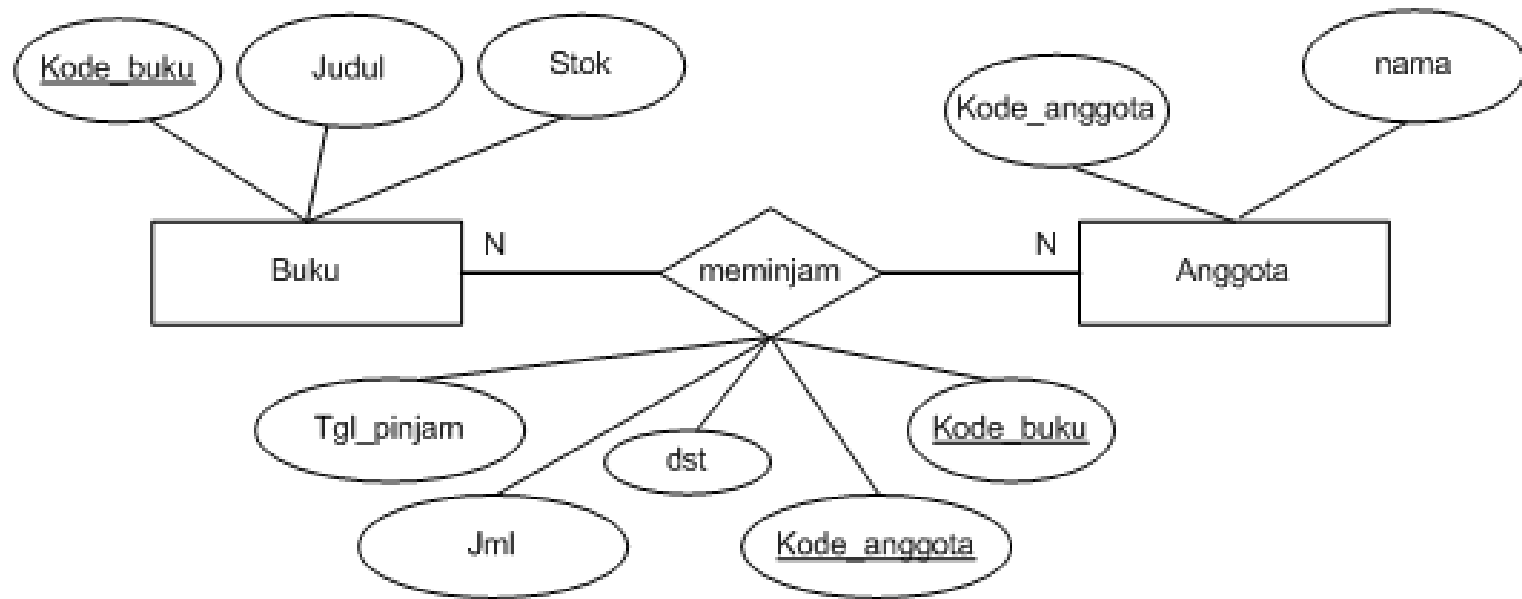 Kode_buku
Judul
Stok
Kode_anggota
nama
Buku
N
meminjam
N
Anggota
Tgl_pinjam
dst
Kode_buku
Jml
Kode_anggota